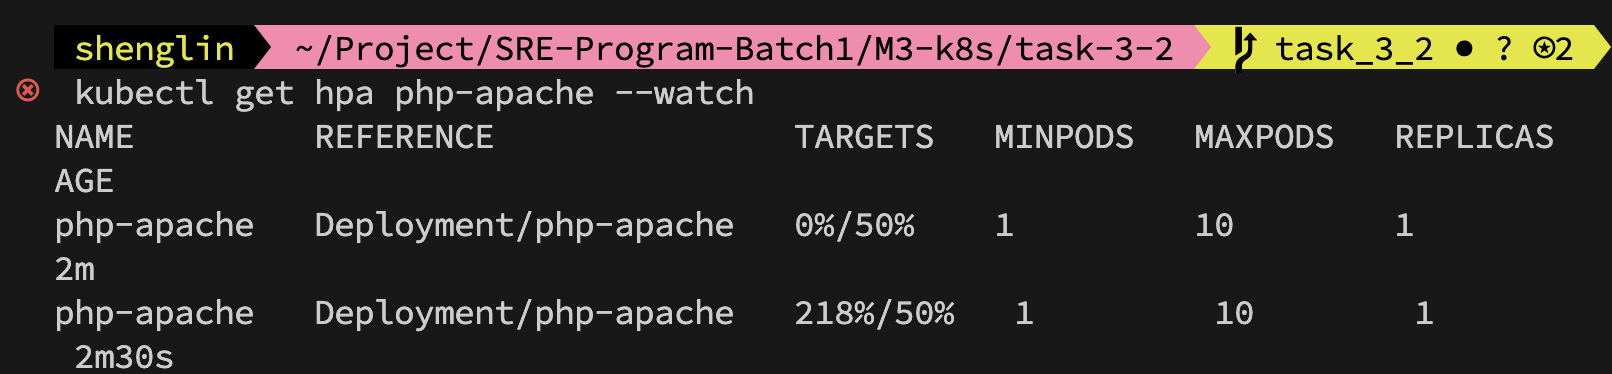 shenglin ~/Project/SRE-Program-Batch1/M3-k8s/task-3-2 task_3_2 ● ? ⍟2
kubectl get hpa php-apache --watch
NAME REFERENCE TARGETS MINPODS MAXPODS REPLICAS
AGE
php-apache Deployment/php-apache 0%/50% 1 10 1
2m
php-apache Deployment/php-apache 218%/50% 1 10 1
2m30s